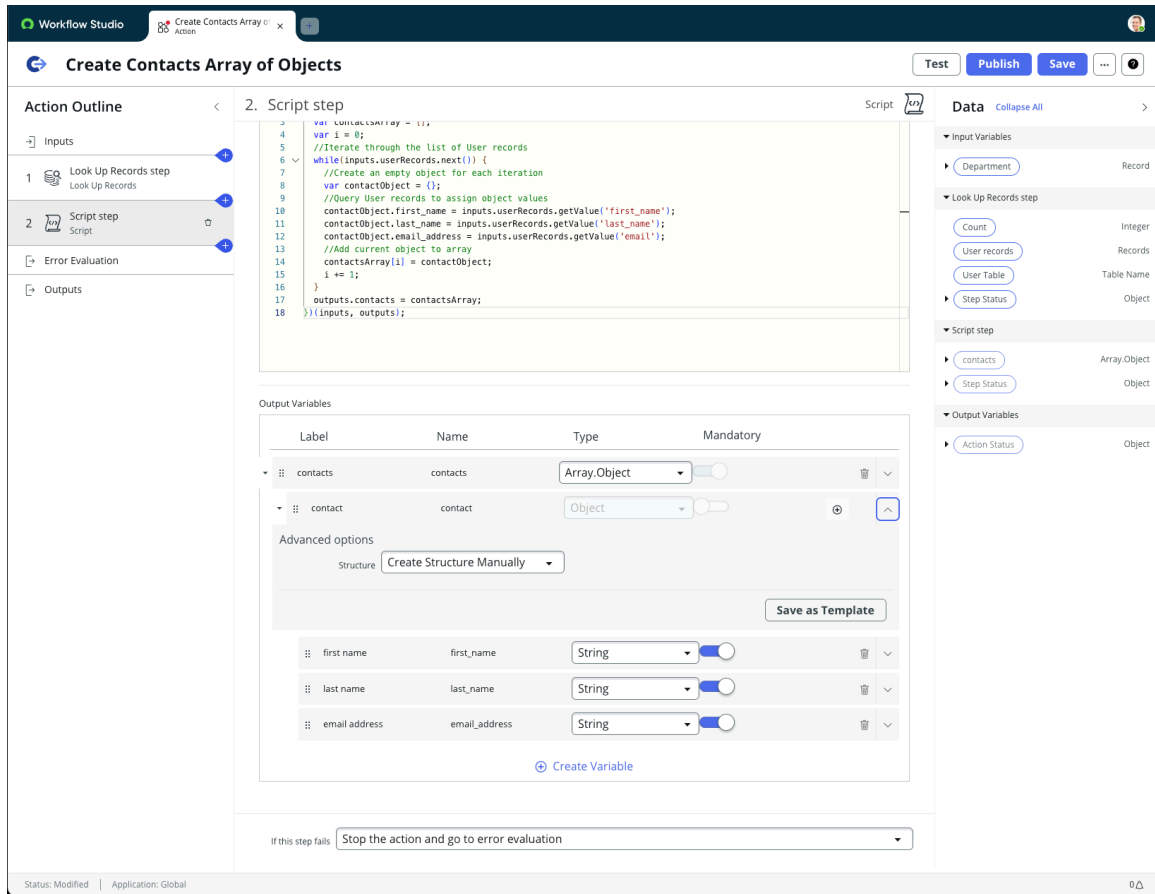 Workflow Studio
Create Contacts Array of
Action
Create Contacts Array of Objects
Test
Publish
Save
Action Outline
Inputs
1
Look Up Records step
Look Up Records
2
Script step
Script
Error Evaluation
Outputs
2. Script step
Script
3 var contactsArray = [];
4 var i = 0;
5 //Iterate through the list of User records
6 while(inputs.userRecords.next()) {
7 //Create an empty object for each iteration
8 var contactObject = {};
9 //Query User records to assign object values
10 contactObject.first_name = inputs.userRecords.getValue('first_name');
11 contactObject.last_name = inputs.userRecords.getValue('last_name');
12 contactObject.email_address = inputs.userRecords.getValue('email');
13 //Add current object to array
14 contactsArray[i] = contactObject;
15 i += 1;
16 }
17 outputs.contacts = contactsArray;
18 })(inputs, outputs);
Output Variables
Label Name Type Mandatory
contacts contacts Array.Object
contact contact Object
Advanced options
Structure Create Structure Manually
Save as Template
first name first_name String
last name last_name String
email address email_address String
Create Variable
If this step fails Stop the action and go to error evaluation
Data Collapse All
Input Variables
Department Record
Look Up Records step
Count Integer
User records Records
User Table Table Name
Step Status Object
Script step
contacts Array.Object
Step Status Object
Output Variables
Action Status Object
Status: Modified | Application: Global
0